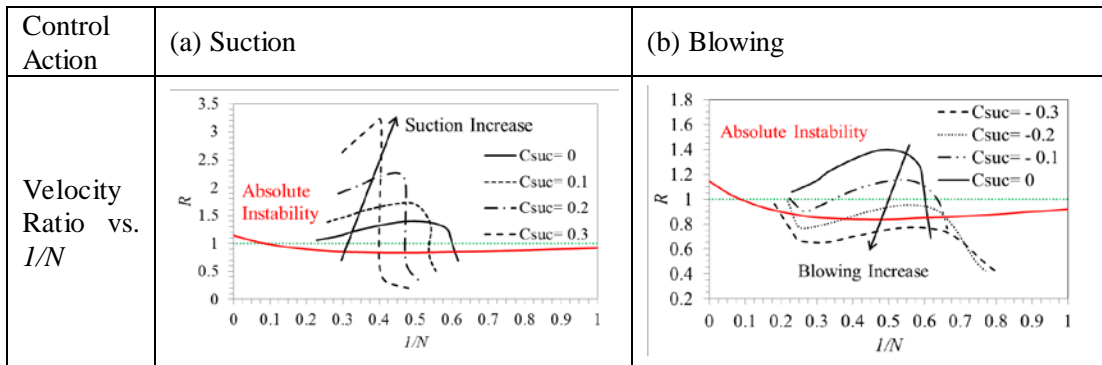 Control
Action
(a) Suction
(b) Blowing
Velocity
Ratio vs.
1/N
3.5
3
2.5
2
1.5
1
0.5
0
R
Suction Increase
Absolute
Instability
Csuc= 0
Csuc= 0.1
Csuc= 0.2
Csuc= 0.3
0 0.1 0.2 0.3 0.4 0.5 0.6 0.7 0.8 0.9 1
1/N
1.8
1.6
1.4
1.2
1
0.8
0.6
0.4
0.2
R
Absolute Instability
Csuc= - 0.3
Csuc= -0.2
Csuc= - 0.1
Csuc= 0
Blowing Increase
0 0.1 0.2 0.3 0.4 0.5 0.6 0.7 0.8 0.9 1
1/N